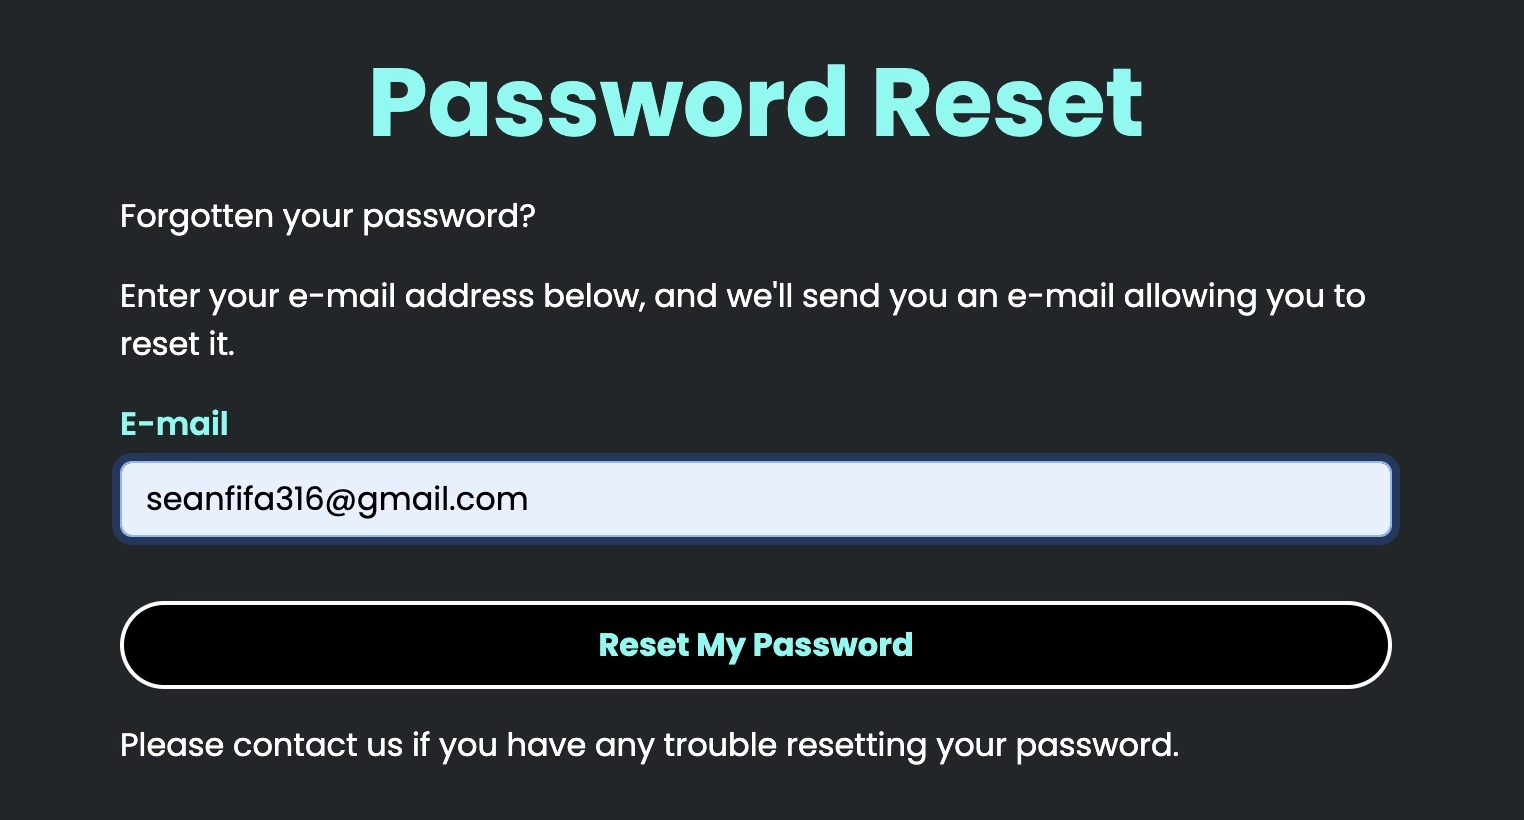 Password Reset
Forgotten your password?
Enter your e-mail address below, and we'll send you an e-mail allowing you to
reset it.
E-mail
seanfifa316@gmail.com
Reset My Password
Please contact us if you have any trouble resetting your password.